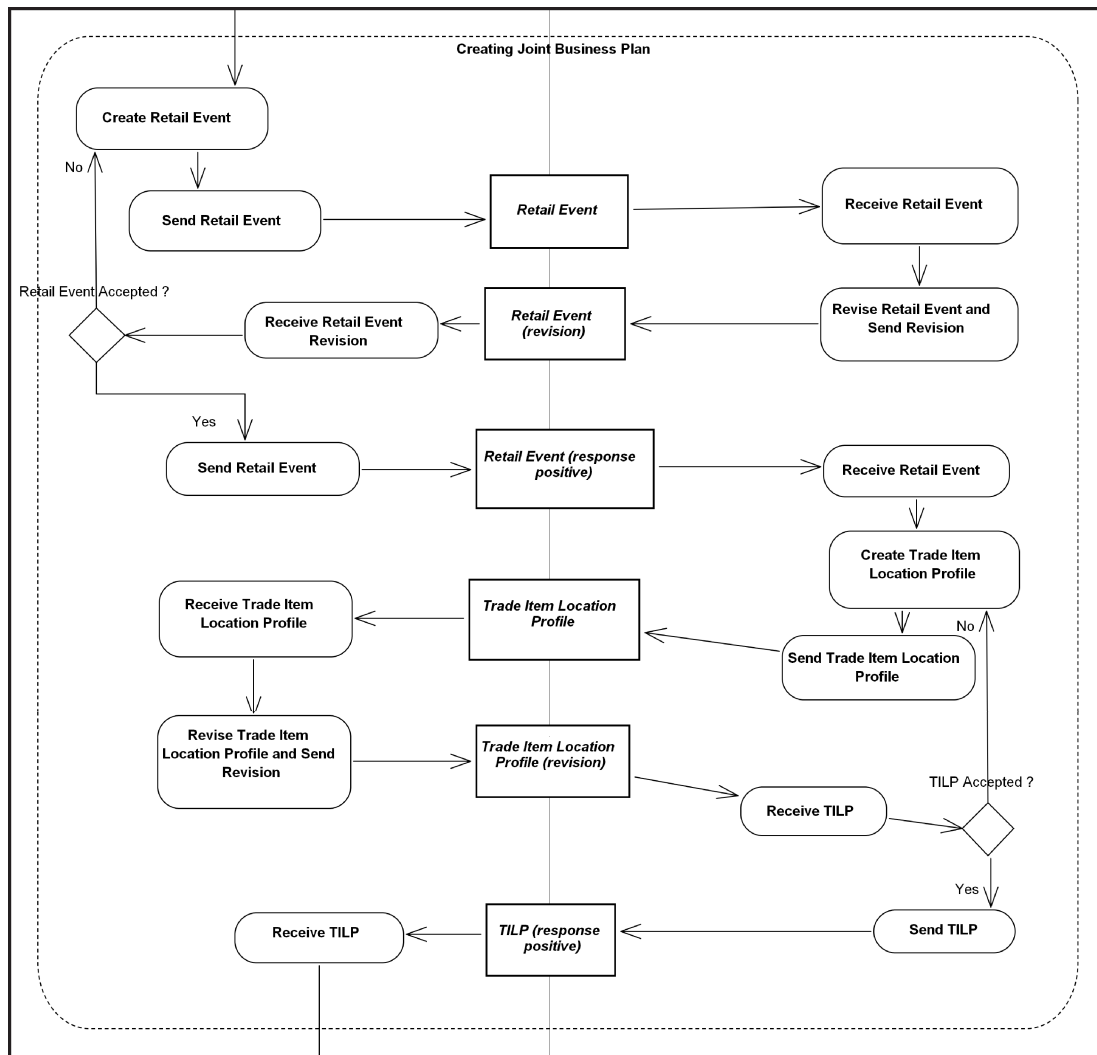 Creating Joint Business Plan
Create Retail Event
No
Send Retail Event
Retail Event
Receive Retail Event
Retail Event Accepted ?
Receive Retail Event
Revision
Retail Event
(revision)
Revise Retail Event and
Send Revision
Yes
Send Retail Event
Retail Event (response
positive)
Receive Retail Event
Create Trade Item
Location Profile
Receive Trade Item
Location Profile
Trade Item Location
Profile
No
Send Trade Item Location
Profile
Revise Trade Item
Location Profile and Send
Revision
Trade Item Location
Profile (revision)
TILP Accepted ?
Receive TILP
Yes
Receive TILP
TILP (response
positive)
Send TILP